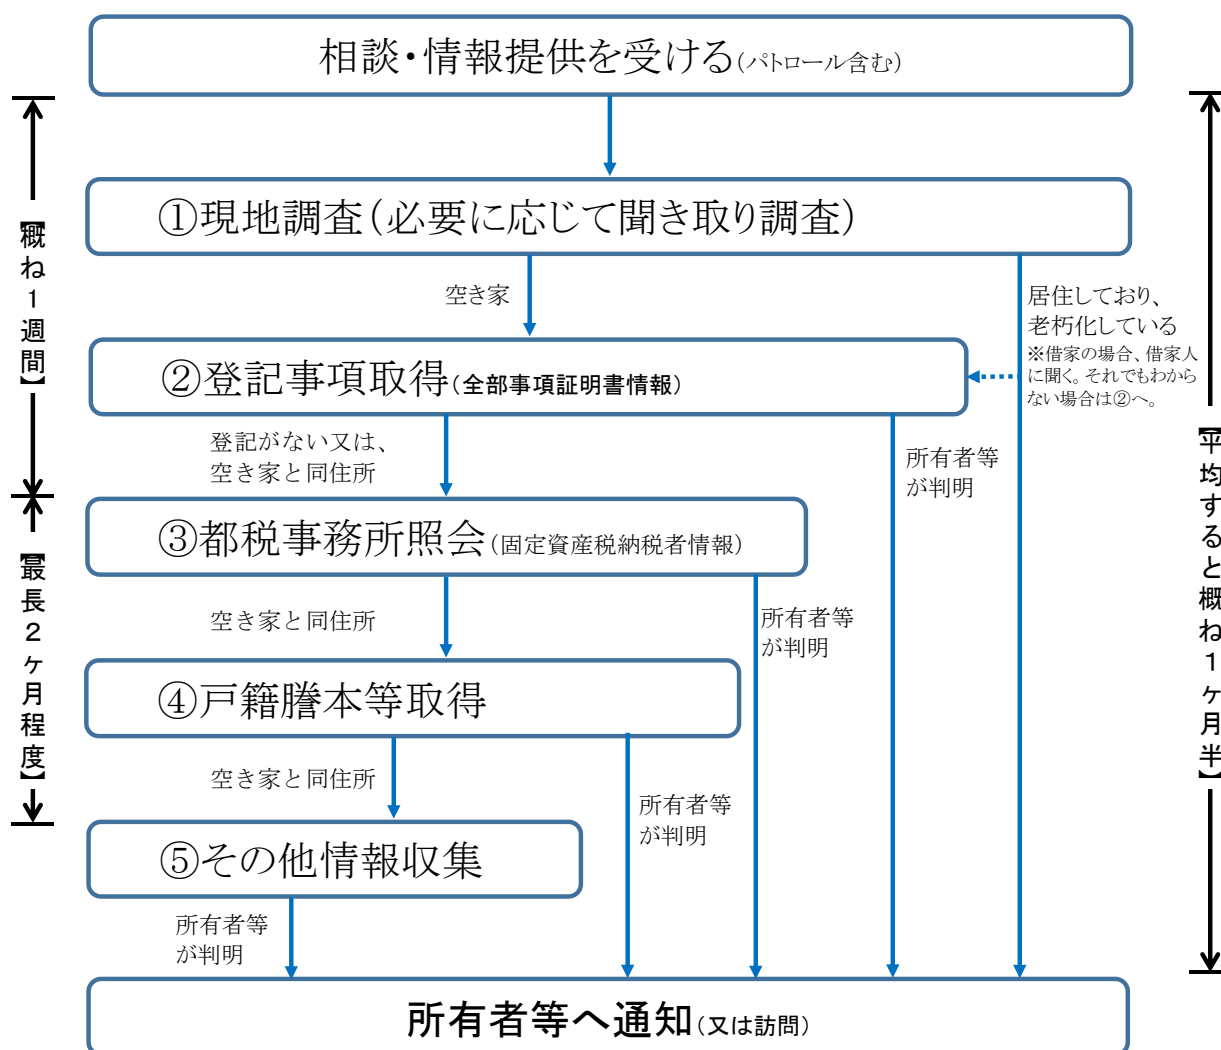 相談・情報提供を受ける(パトロール含む)
①現地調査(必要に応じて聞き取り調査)
空き家
居住しており、
老朽化している
※借家の場合、借家人
に聞く。それでもわから
ない場合は②へ。
②登記事項取得(全部事項証明書情報)
登記がない又は、
空き家と同住所
所有者等
が判明
③都税事務所照会(固定資産税納税者情報)
空き家と同住所
所有者等
が判明
④戸籍謄本等取得
空き家と同住所
所有者等
が判明
⑤その他情報収集
所有者等
が判明
所有者等へ通知(又は訪問)
【概ね1週間】
【最長2ヶ月程度】
【平均すると概ね1ヶ月半】